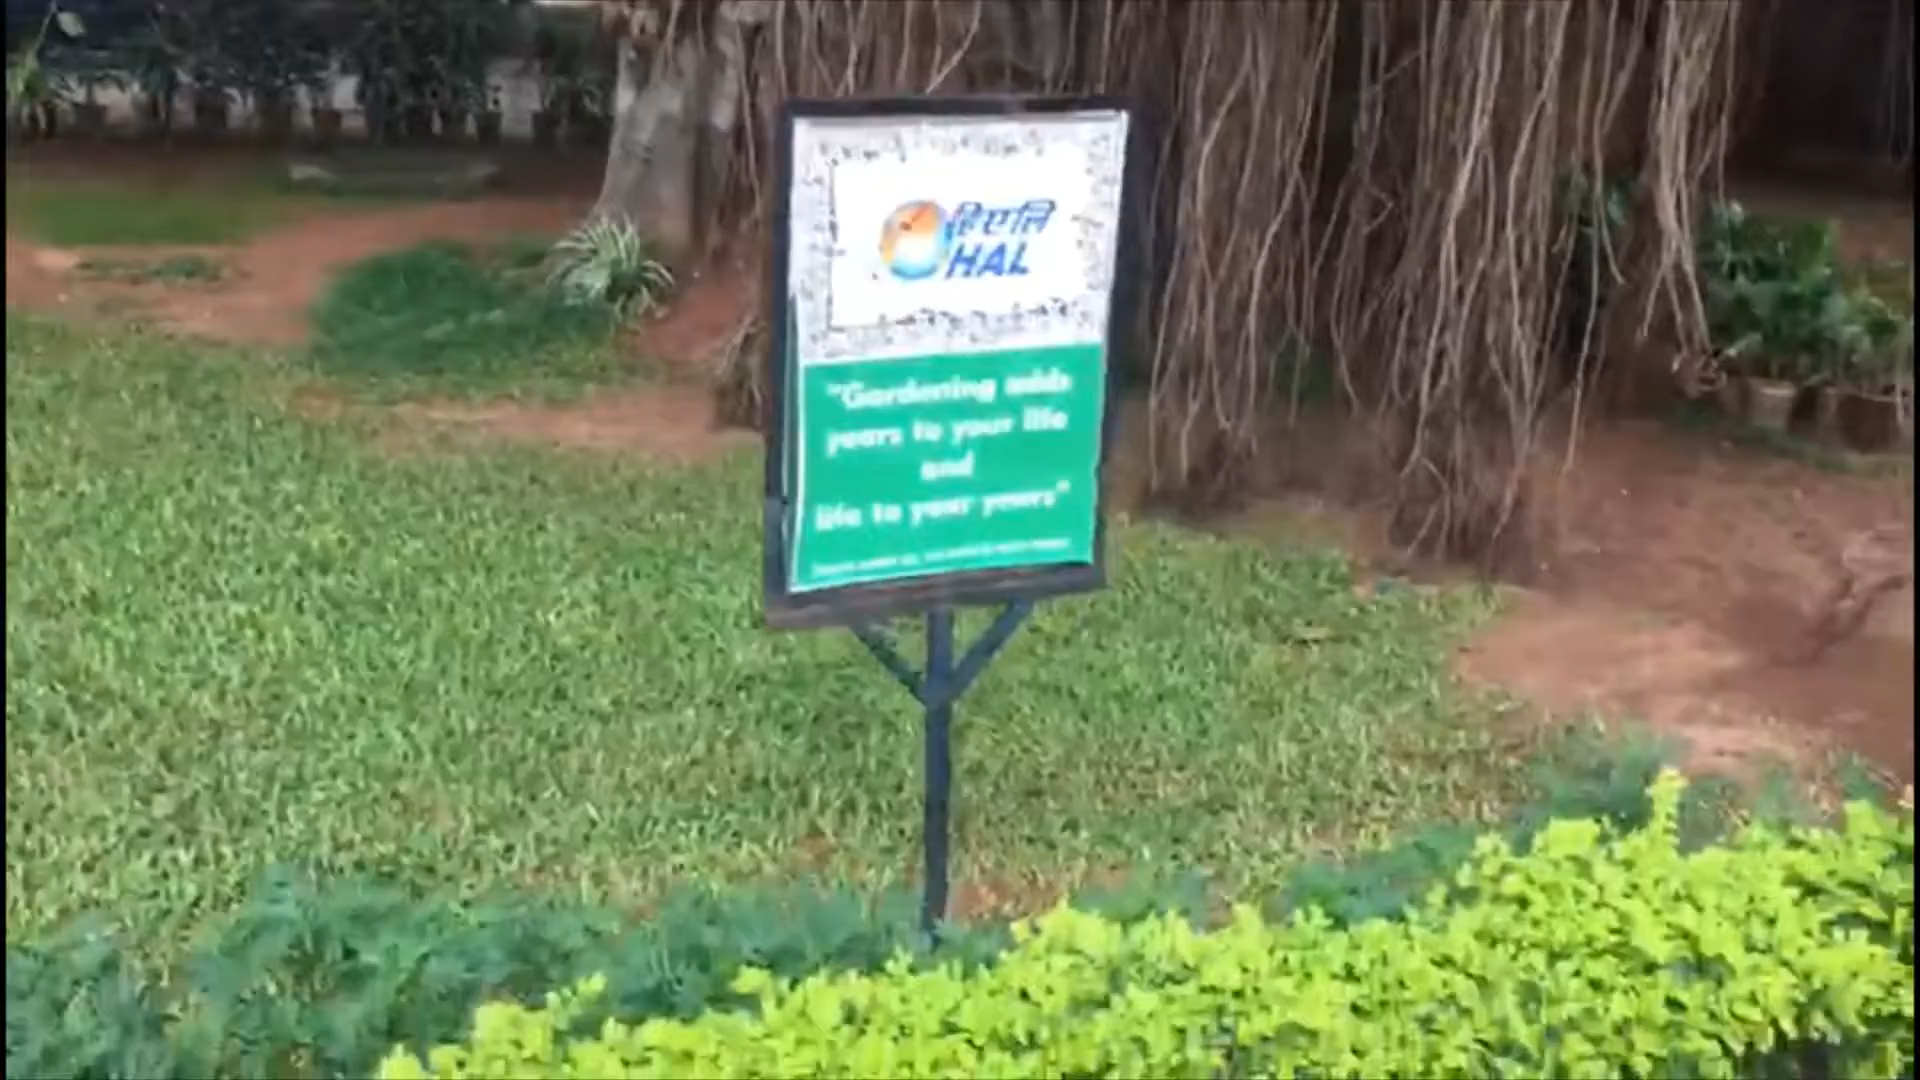 हिएलि
HAL
"Gardening adds
years to your life
and
life to your years"